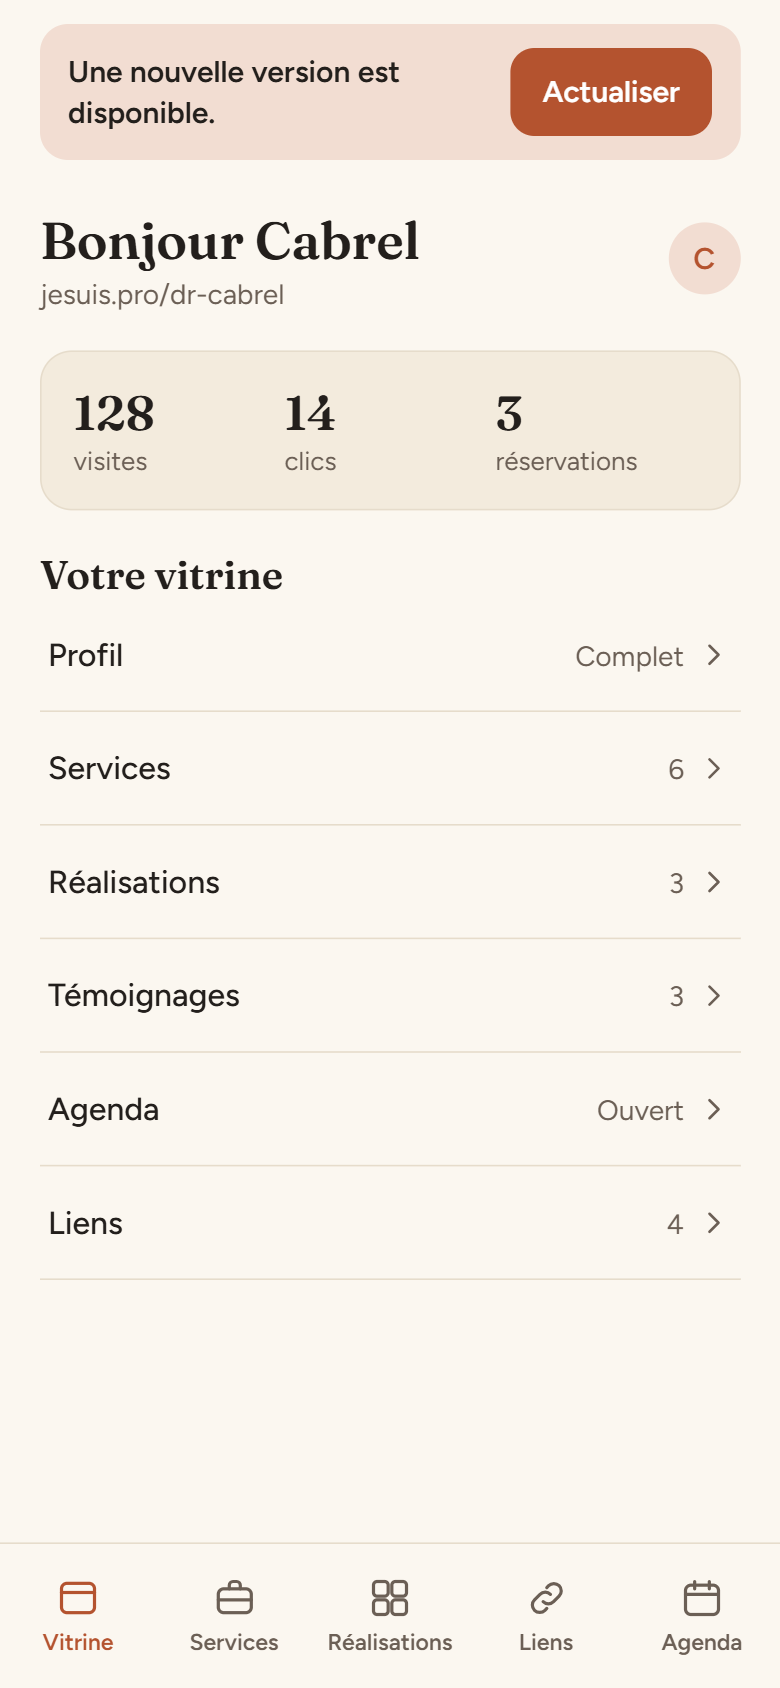 Une nouvelle version est
disponible.
Actualiser
Bonjour Cabrel
jesuis.pro/dr-cabrel
C
128
14
3
visites
clics
réservations
Votre vitrine
Profil Complet
Services 6
Réalisations 3
Témoignages 3
Agenda Ouvert
Liens 4
Vitrine Services Réalisations Liens Agenda